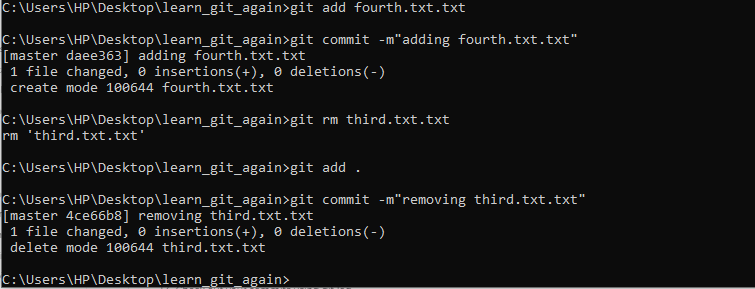 C:\Users\HP\Desktop\learn_git_again>git add fourth.txt.txt
C:\Users\HP\Desktop\learn_git_again>git commit -m"adding fourth.txt.txt"
[master daee363] adding fourth.txt.txt
1 file changed, 0 insertions(+), 0 deletions(-)
create mode 100644 fourth.txt.txt
C:\Users\HP\Desktop\learn_git_again>git rm third.txt.txt
rm 'third.txt.txt'
C:\Users\HP\Desktop\learn_git_again>git add .
C:\Users\HP\Desktop\learn_git_again>git commit -m"removing third.txt.txt"
[master 4ce66b8] removing third.txt.txt
1 file changed, 0 insertions(+), 0 deletions(-)
delete mode 100644 third.txt.txt
C:\Users\HP\Desktop\learn_git_again>